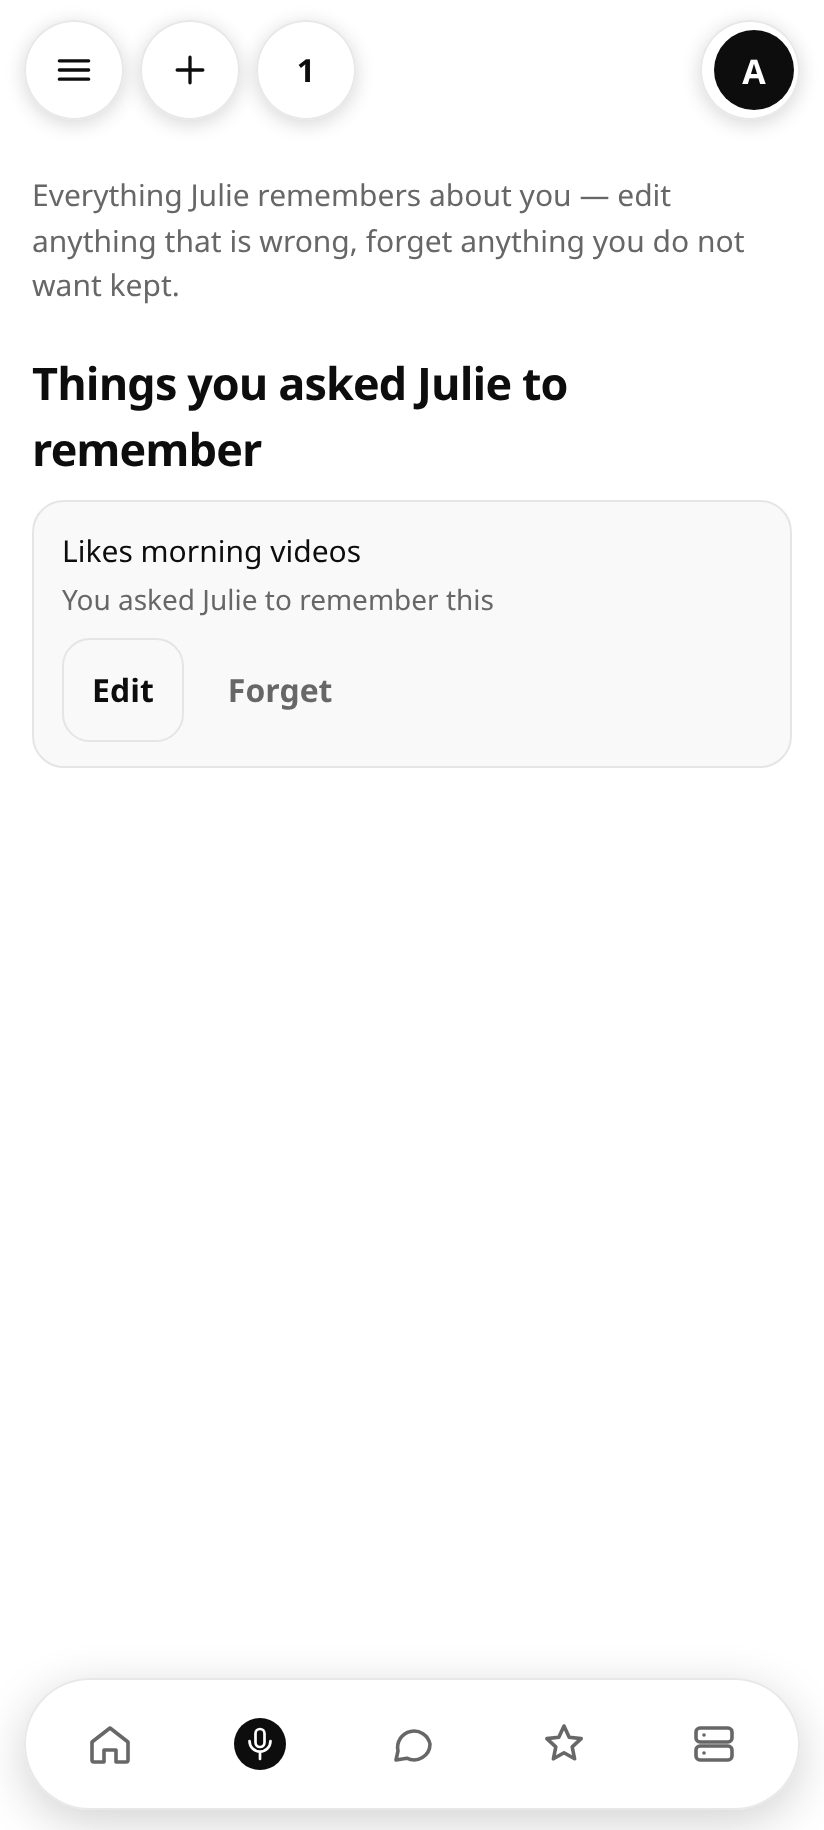 1
A
Everything Julie remembers about you — edit
anything that is wrong, forget anything you do not
want kept.
Things you asked Julie to
remember
Likes morning videos
You asked Julie to remember this
Edit
Forget